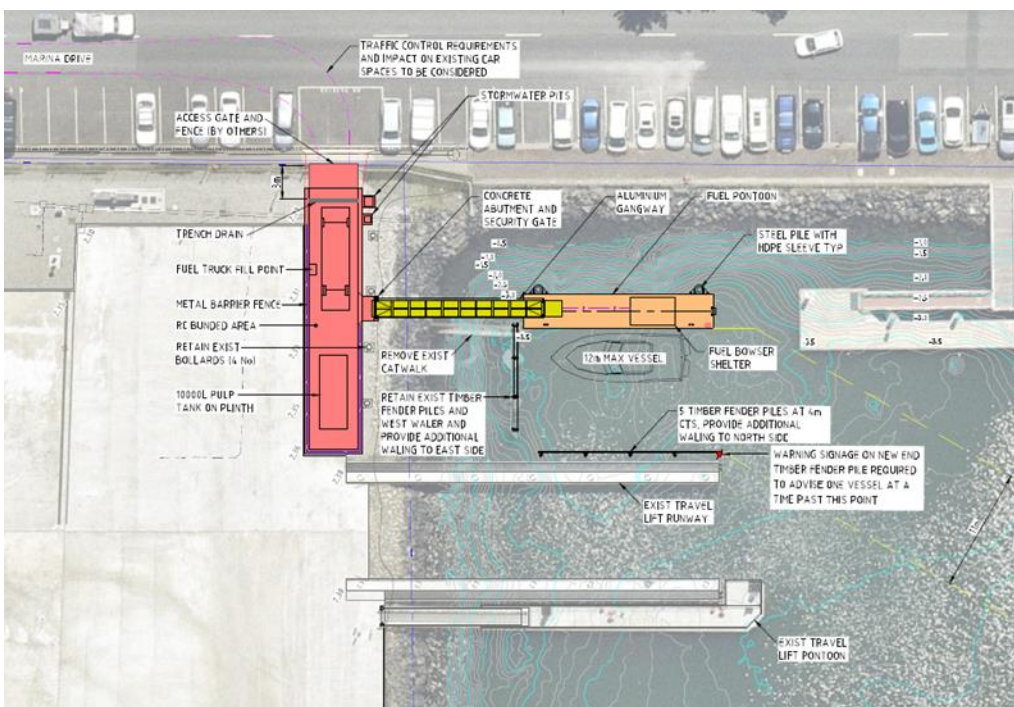 TRAFFIC CONTROL REQUIREMENTS
AND IMPACT ON EXISTING CAR
SPACES TO BE CONSIDERED
MARINA DRIVE
STORMWATER PITS
ACCESS GATE AND
FENCE (BY OTHERS)
3m
CONCRETE
ABUTMENT AND
SECURITY GATE
ALUMINIUM
GANGWAY
FUEL PONTOON
STEEL PILE WITH
HDPE SLEEVE TYP
TRENCH DRAIN
FUEL TRUCK FILL POINT
METAL BARRIER FENCE
RC BUNDED AREA
RETAIN EXIST
BOLLARDS (4 No)
10000L PULP
TANK ON PLINTH
REMOVE EXIST
CATWALK
12m MAX VESSEL
FUEL BOWSER
SHELTER
RETAIN EXIST TIMBER
FENDER PILES AND
WEST WALER AND
PROVIDE ADDITIONAL
WALING TO EAST SIDE
5 TIMBER FENDER PILES AT 4m
CTS, PROVIDE ADDITIONAL
WALING TO NORTH SIDE
WARNING SIGNAGE ON NEW END
TIMBER FENDER PILE REQUIRED
TO ADVISE ONE VESSEL AT A
TIME PAST THIS POINT
EXIST TRAVEL
LIFT RUNWAY
EXIST TRAVEL
LIFT PONTOON